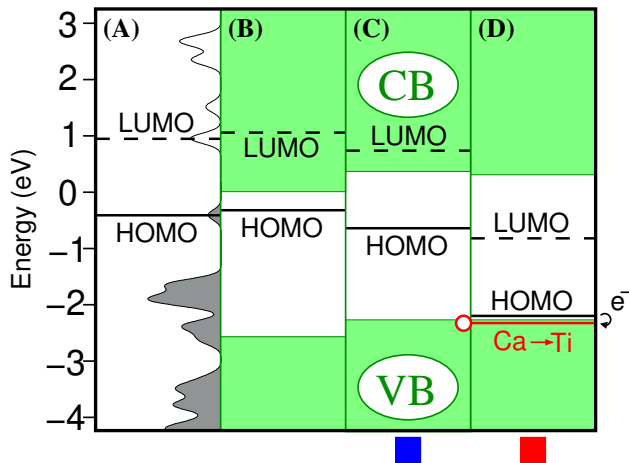 (A) (B) (C) (D)
3
2
1
0
−1
−2
−3
−4
Energy (eV)
LUMO
HOMO
LUMO
HOMO
CB
LUMO
HOMO
VB
LUMO
HOMO
e⁻
Ca→Ti